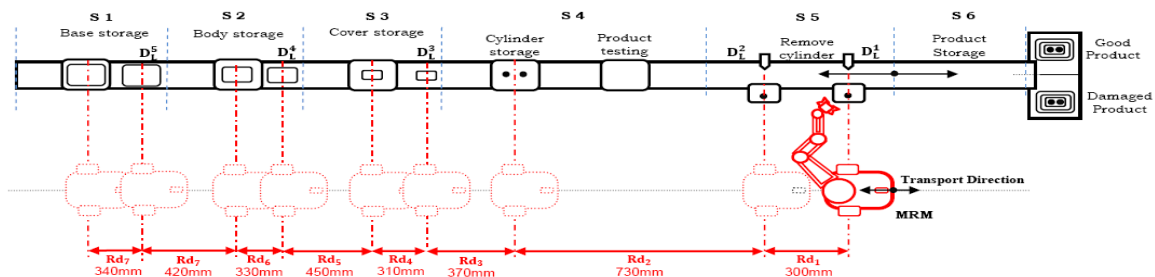 S 1
Base storage
S 2
Body storage
S 3
Cover storage
S 4
Cylinder storage
Product testing
S 5
Remove cylinder
S 6
Product Storage
D_L^5
D_L^4
D_L^3
D_L^2
D_L^1
Good Product
Damaged Product
Transport Direction
MRM
Rd₇
340mm
Rd₇
420mm
Rd₆
330mm
Rd₅
450mm
Rd₄
310mm
Rd₃
370mm
Rd₂
730mm
Rd₁
300mm